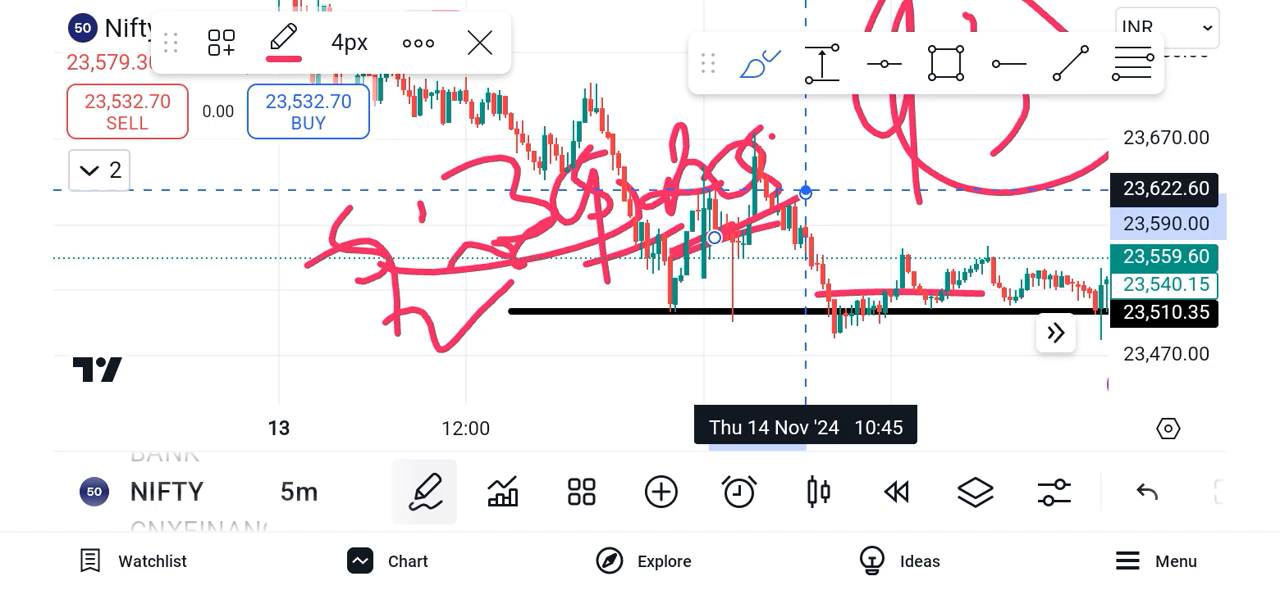 50 Nifty
4px
INR
23,579.30
23,532.70
SELL
0.00
23,532.70
BUY
2
23,670.00
23,622.60
23,590.00
23,559.60
23,540.15
23,510.35
23,470.00
13
12:00
Thu 14 Nov '24 10:45
BANK
50 NIFTY
5m
CNXFINANC
Watchlist
Chart
Explore
Ideas
Menu